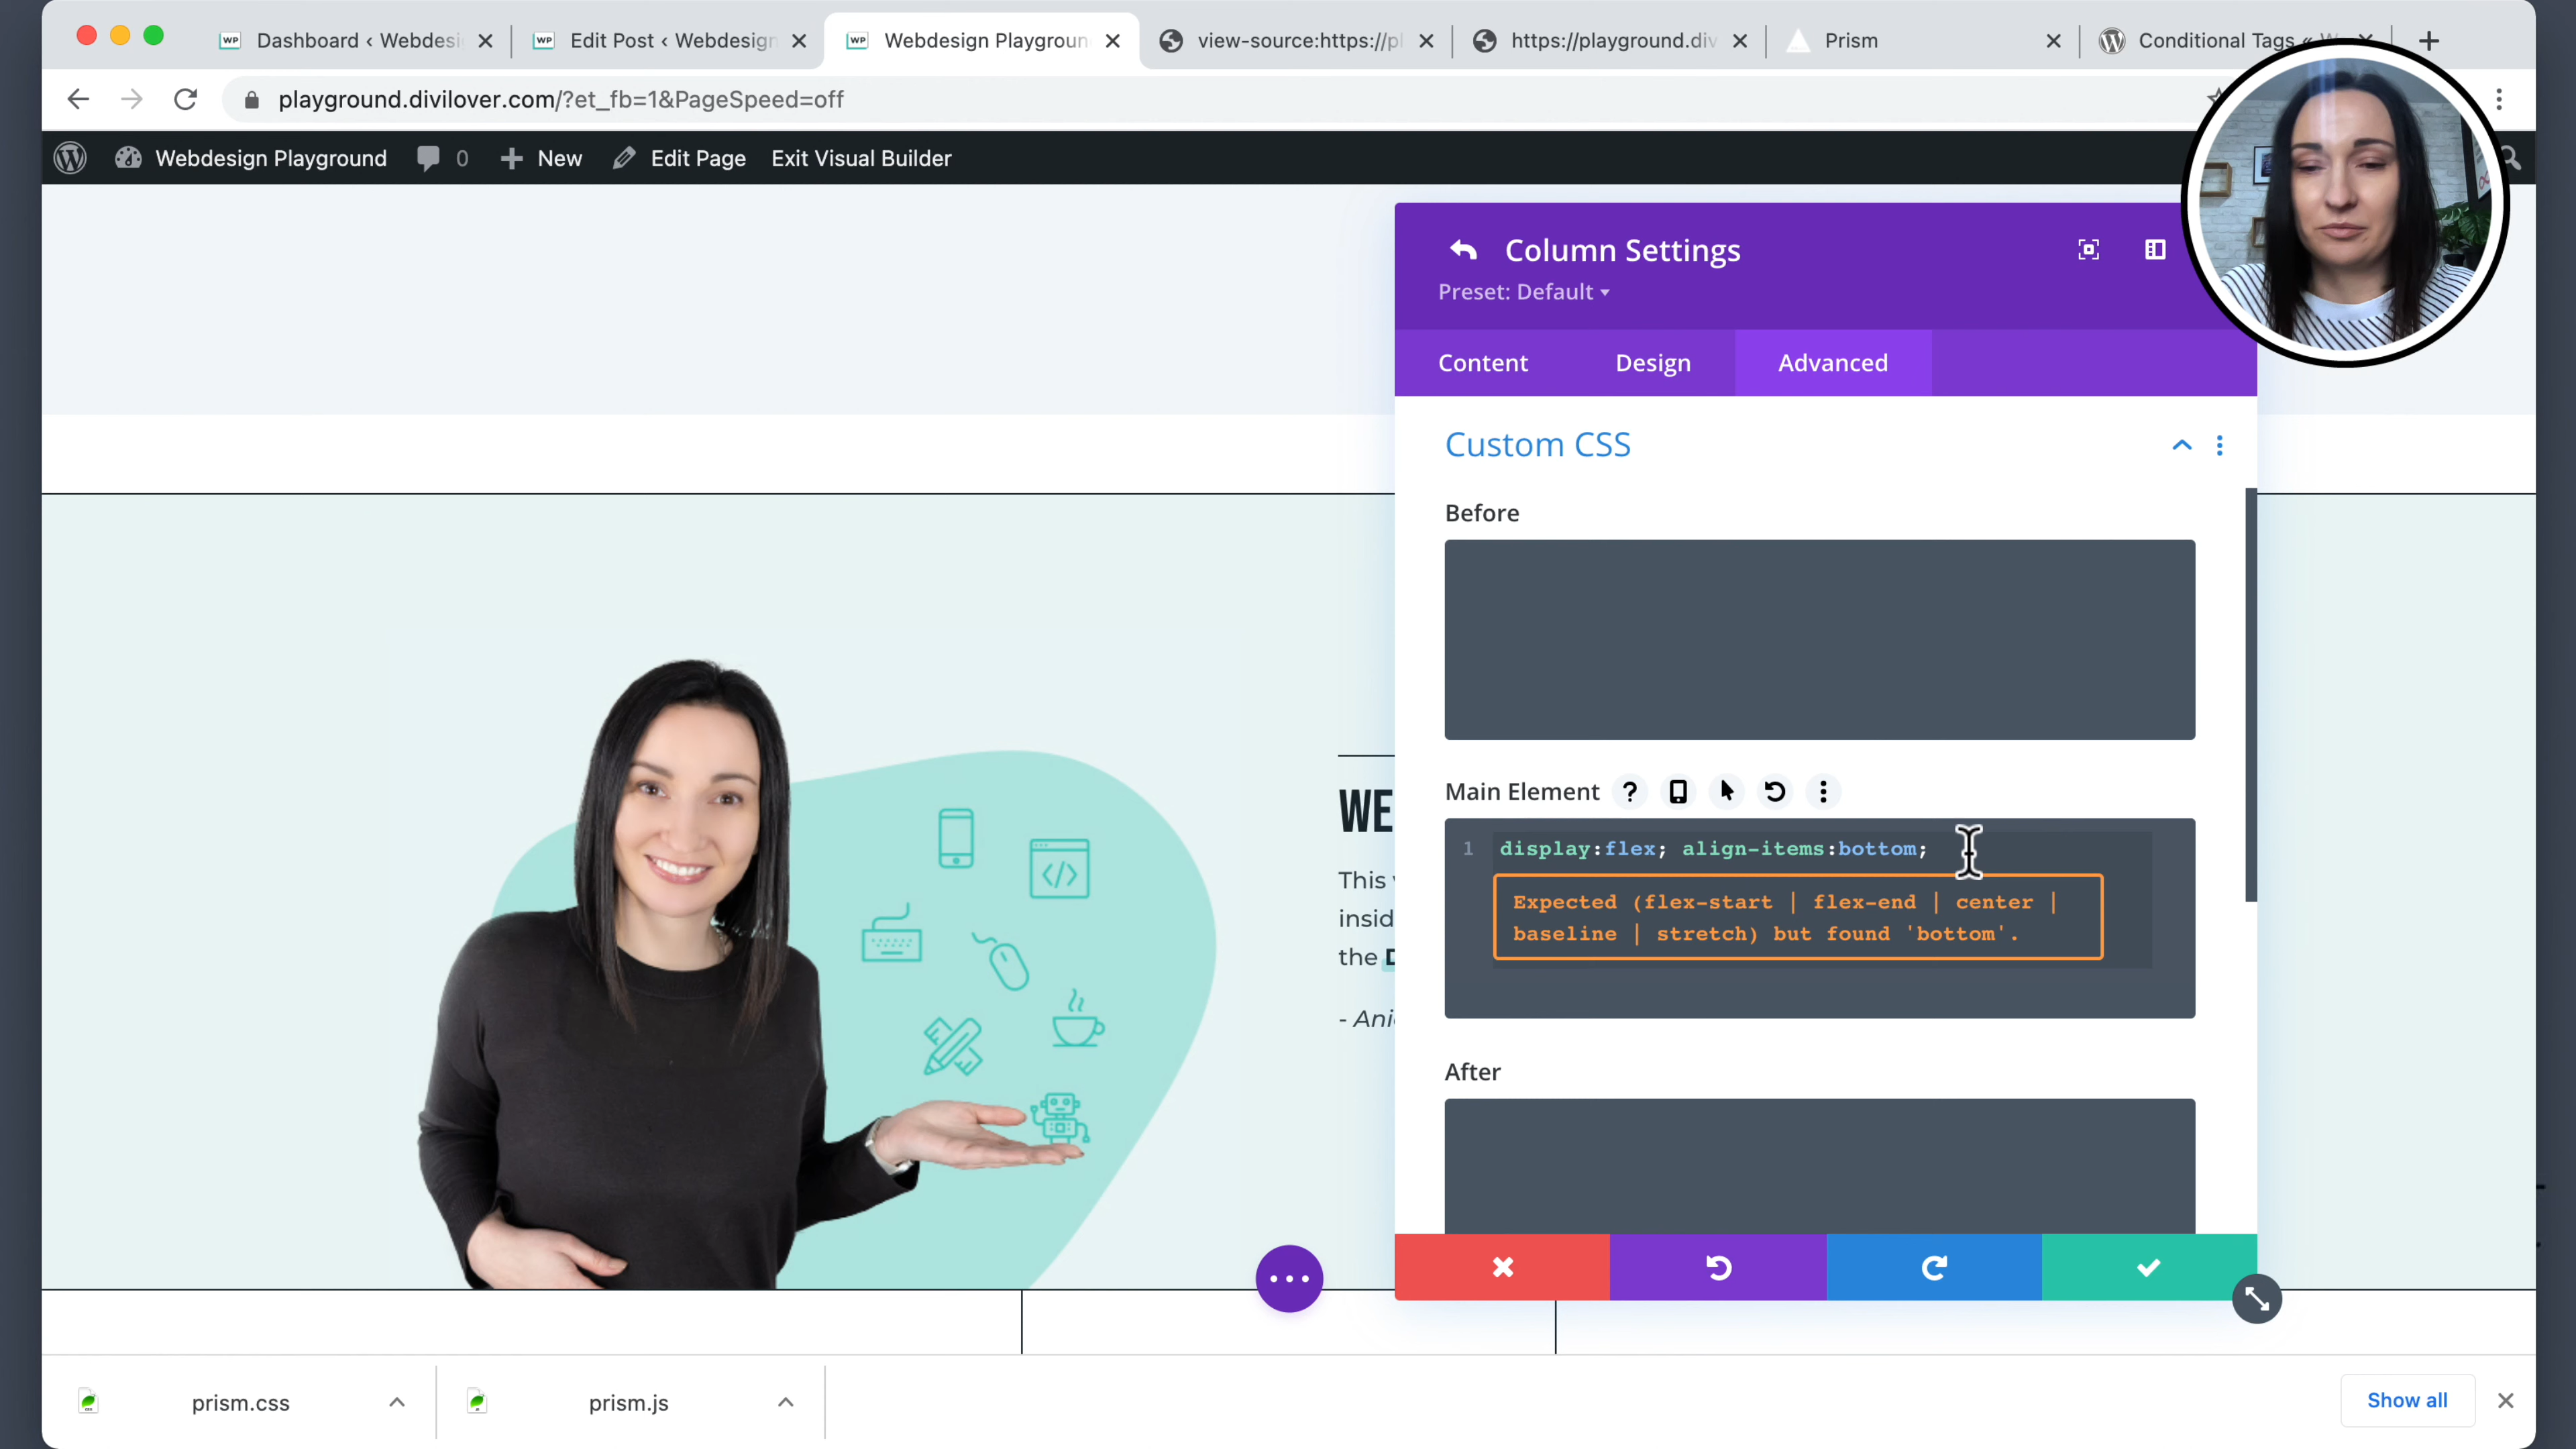 WP Dashboard ‹ Webdesi
WP Edit Post ‹ Webdesign
WP Webdesign Playgroun
view-source:https://pl
https://playground.div
Prism
Conditional Tags «
playground.divilover.com/?et_fb=1&PageSpeed=off
Webdesign Playground 0 New Edit Page Exit Visual Builder
Column Settings
Preset: Default
Content Design Advanced
Custom CSS
Before
Main Element ?
1 display:flex; align-items:bottom;
Expected (flex-start | flex-end | center |
baseline | stretch) but found 'bottom'.
After
WE
This
insid
the
- Ani
</>
prism.css
prism.js
Show all